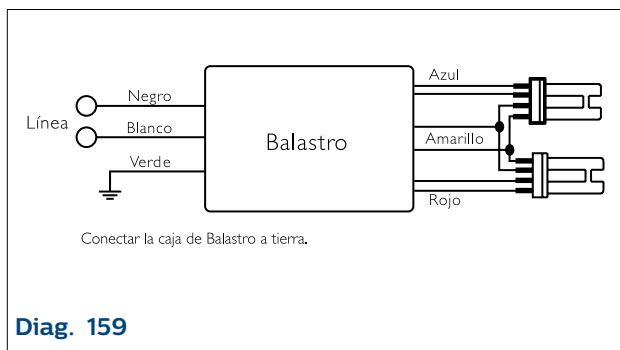 Azul
Negro
Línea
Blanco
Balastro
Amarillo
Verde
Rojo
Conectar la caja de Balastro a tierra.
Diag. 159